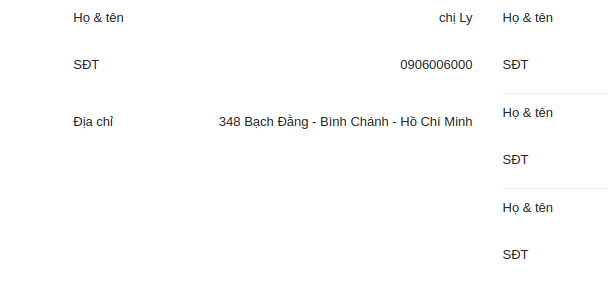 Họ & tên chị Ly
SĐT 0906006000
Địa chỉ 348 Bạch Đằng - Bình Chánh - Hồ Chí Minh
Họ & tên
SĐT
Họ & tên
SĐT
Họ & tên
SĐT